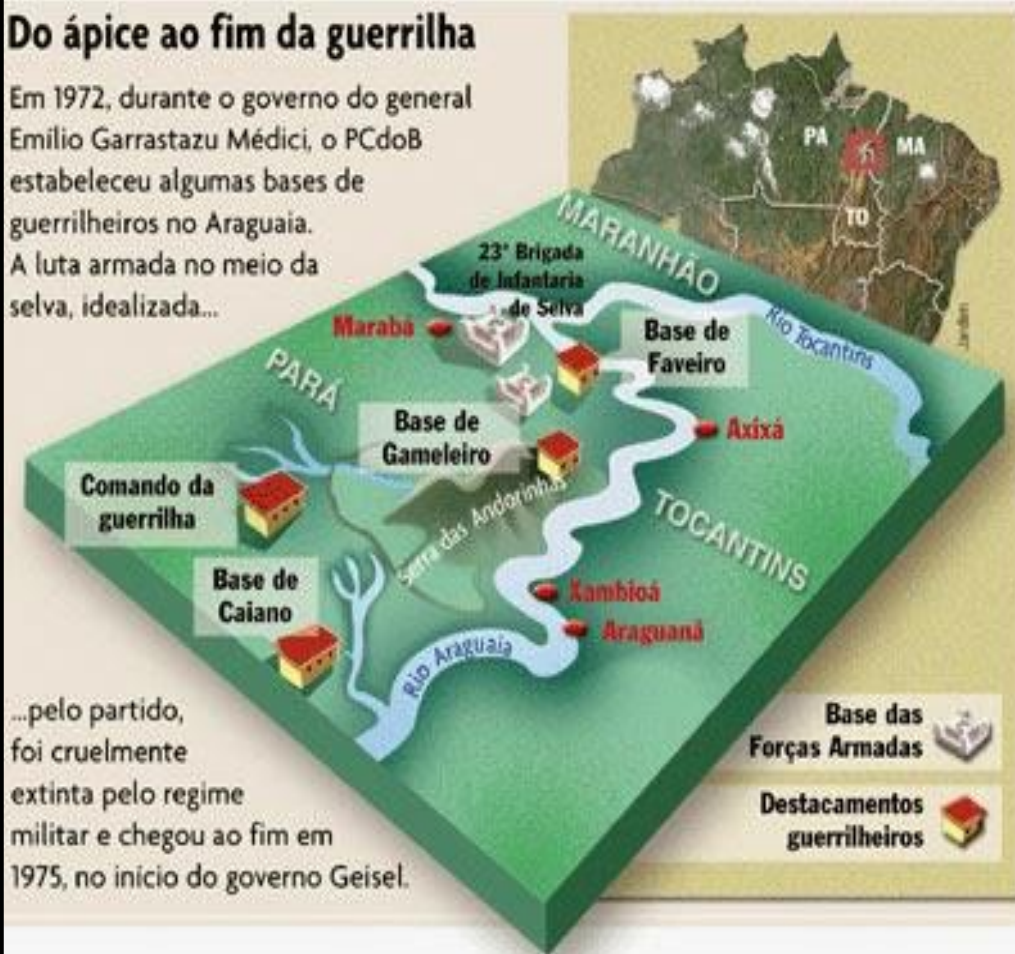 Do ápice ao fim da guerrilha
Em 1972, durante o governo do general
Emílio Garrastazu Médici, o PCdoB
estabeleceu algumas bases de
guerrilheiros no Araguaia.
A luta armada no meio da
selva, idealizada...
PA
MA
TO
MARANHÃO
23ª Brigada
de Infantaria
de Selva
Marabá
Base de
Faveiro
Rio Tocantins
PARÁ
Base de
Gameleiro
Axixá
Comando da
guerrilha
Serra das Andorinhas
TOCANTINS
Base de
Caiano
Xambioá
Araguanã
Rio Araguaia
...pelo partido,
foi cruelmente
extinta pelo regime
militar e chegou ao fim em
1975, no inicio do governo Geisel.
Base das
Forças Armadas
Destacamentos
guerrilheiros